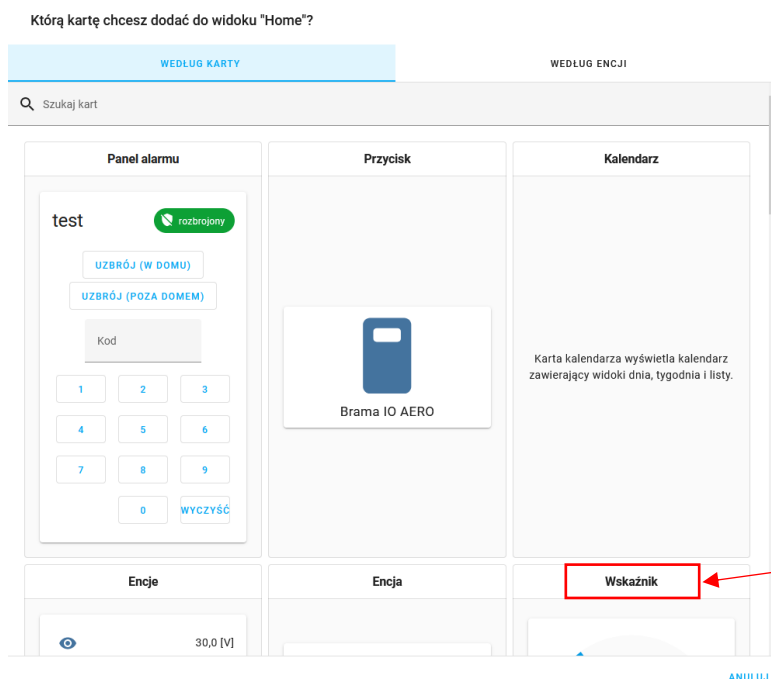 Którą kartę chcesz dodać do widoku "Home"?
WEDŁUG KARTY
WEDŁUG ENCJI
Szukaj kart
Panel alarmu
Przycisk
Kalendarz
test
rozbrojony
UZBRÓJ (W DOMU)
UZBRÓJ (POZA DOMEM)
Kod
1 2 3
4 5 6
7 8 9
0 WYCZYŚĆ
Brama IO AERO
Karta kalendarza wyświetla kalendarz
zawierający widoki dnia, tygodnia i listy.
Encje
Encja
Wskaźnik
30,0 [V]
ANULUJ